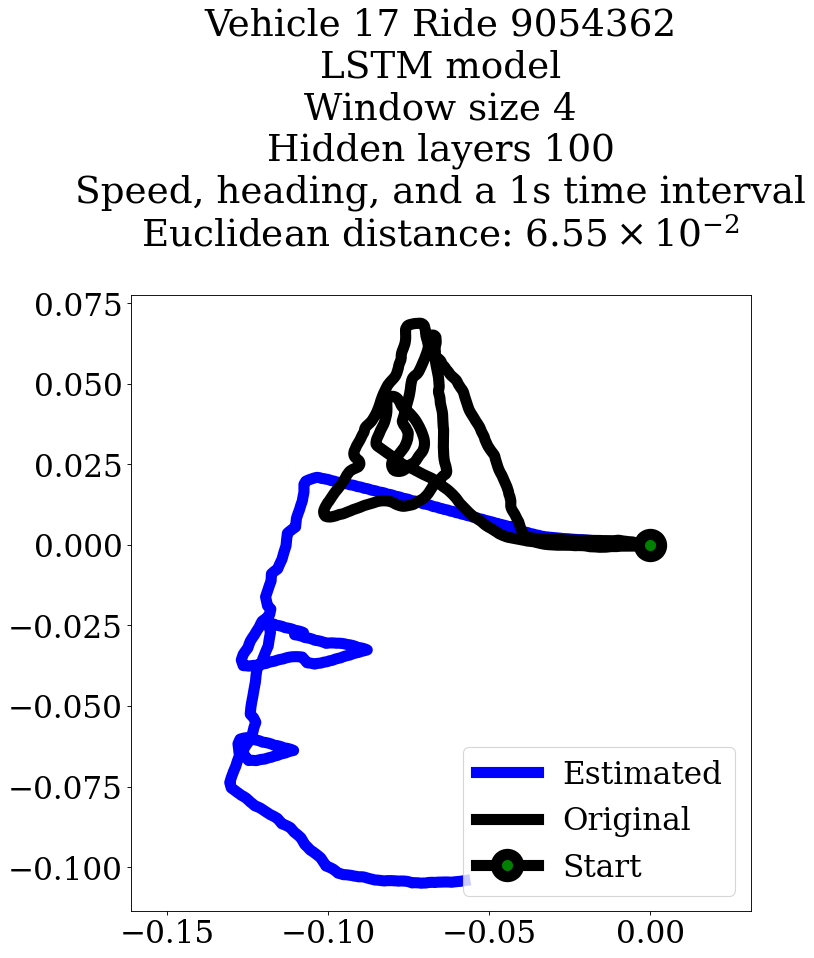 Vehicle 17 Ride 9054362
LSTM model
Window size 4
Hidden layers 100
Speed, heading, and a 1s time interval
Euclidean distance: 6.55 × 10⁻²
0.075
0.050
0.025
0.000
−0.025
−0.050
−0.075
−0.100
Estimated
Original
Start
−0.15 −0.10 −0.05 0.00